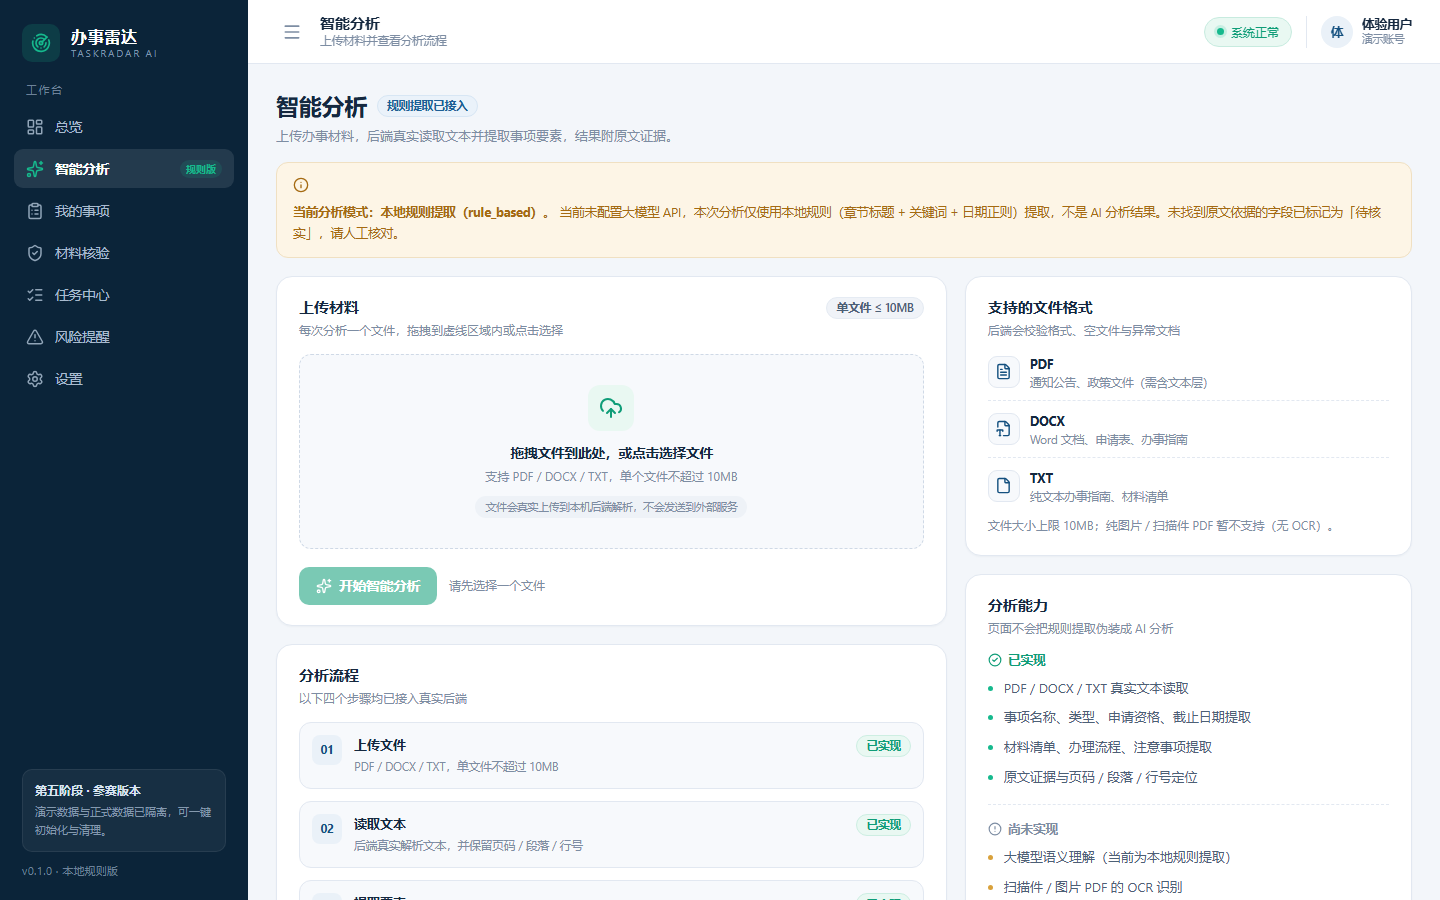 办事雷达
TASKRADAR AI
工作台
总览
智能分析
规则版
我的事项
材料核验
任务中心
风险提醒
设置
第五阶段 · 参赛版本
演示数据与正式数据已隔离，可一键
初始化与清理。
v0.1.0 · 本地规则版
智能分析
上传材料并查看分析流程
系统正常
体
体验用户
演示账号
智能分析
规则提取已接入
上传办事材料，后端真实读取文本并提取事项要素，结果附原文证据。
当前分析模式：本地规则提取（rule_based）。 当前未配置大模型 API，本次分析仅使用本地规则（章节标题 + 关键词 + 日期正则）提取，不是 AI 分析结果。未找到原文依据的字段已标记为「待核
实」，请人工核对。
上传材料
单文件 ≤ 10MB
每次分析一个文件，拖拽到虚线区域内或点击选择
拖拽文件到此处，或点击选择文件
支持 PDF / DOCX / TXT，单个文件不超过 10MB
文件会真实上传到本机后端解析，不会发送到外部服务
开始智能分析
请先选择一个文件
分析流程
以下四个步骤均已接入真实后端
01
上传文件
已实现
PDF / DOCX / TXT，单文件不超过 10MB
02
读取文本
已实现
后端真实解析文本，并保留页码 / 段落 / 行号
支持的文件格式
后端会校验格式、空文件与异常文档
PDF
通知公告、政策文件（需含文本层）
DOCX
Word 文档、申请表、办事指南
TXT
纯文本办事指南、材料清单
文件大小上限 10MB；纯图片 / 扫描件 PDF 暂不支持（无 OCR）。
分析能力
页面不会把规则提取伪装成 AI 分析
已实现
PDF / DOCX / TXT 真实文本读取
事项名称、类型、申请资格、截止日期提取
材料清单、办理流程、注意事项提取
原文证据与页码 / 段落 / 行号定位
尚未实现
大模型语义理解（当前为本地规则提取）
扫描件 / 图片 PDF 的 OCR 识别